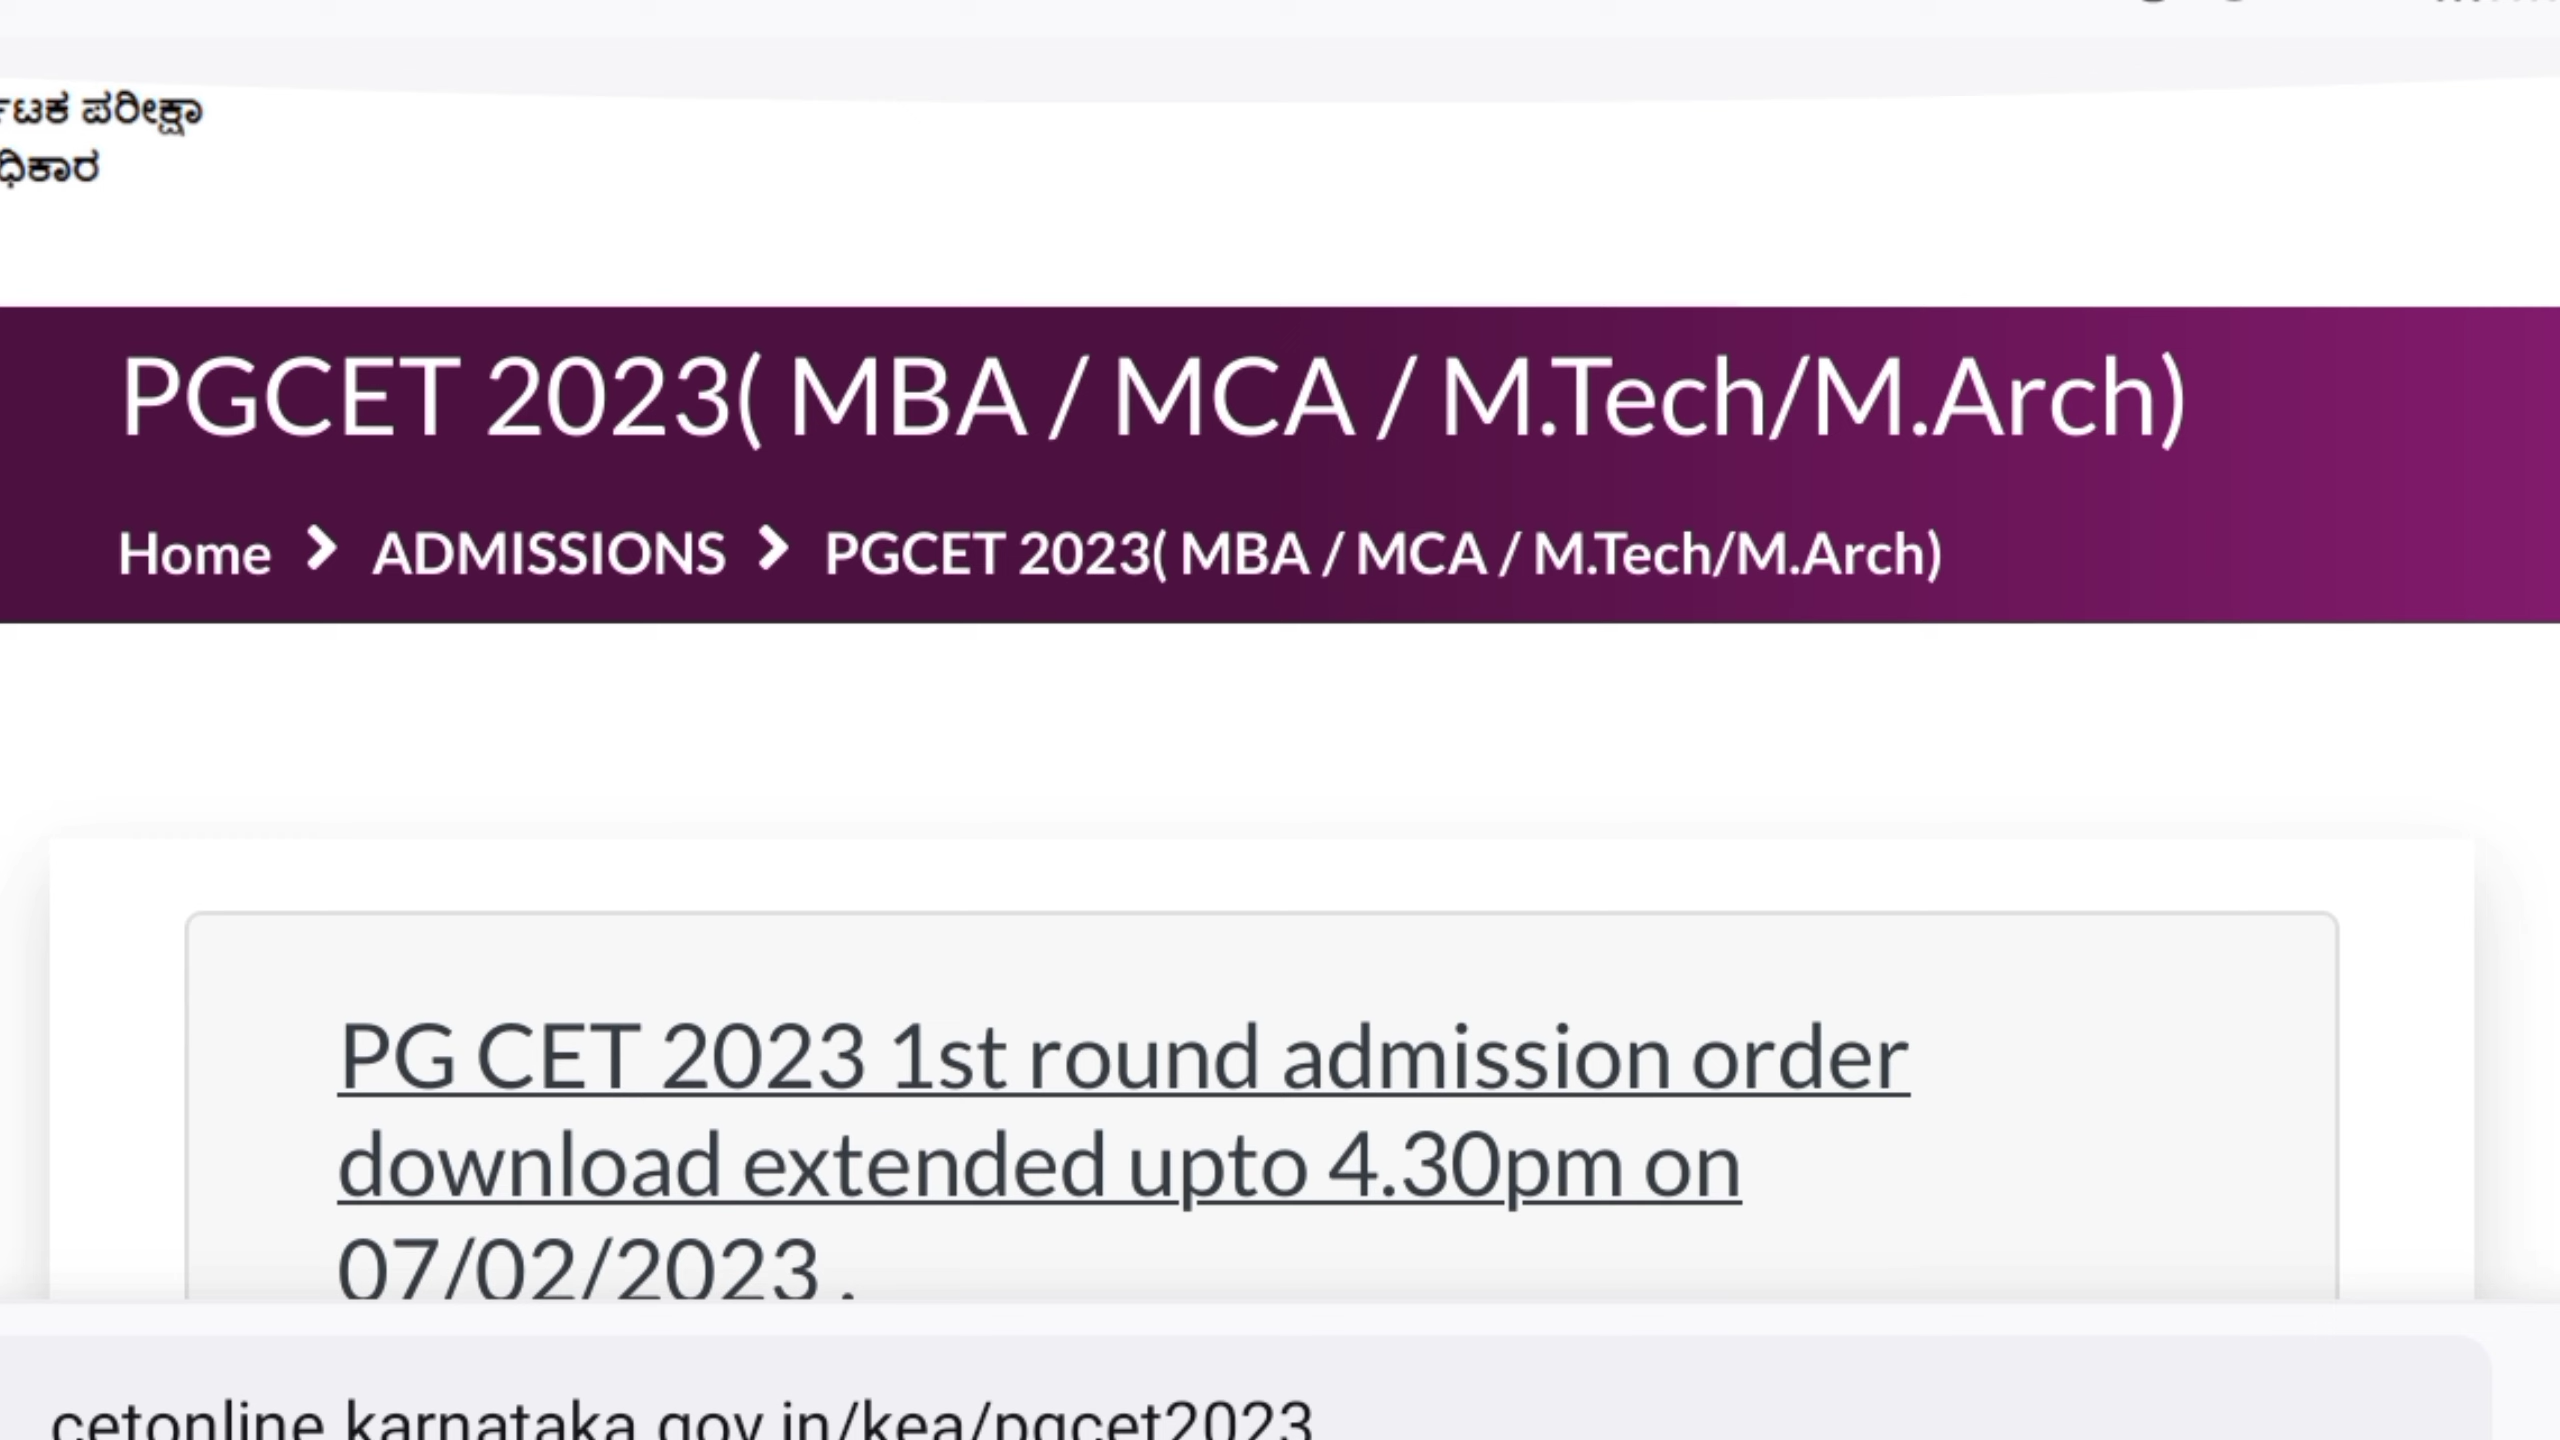 ಟಕ ಪರೀಕ್ಷಾ
ಧಿಕಾರ
PGCET 2023( MBA / MCA / M.Tech/M.Arch)
Home > ADMISSIONS > PGCET 2023( MBA / MCA / M.Tech/M.Arch)
PG CET 2023 1st round admission order
download extended upto 4.30pm on
07/02/2023 .
cetonline.karnataka.gov.in/kea/pgcet2023